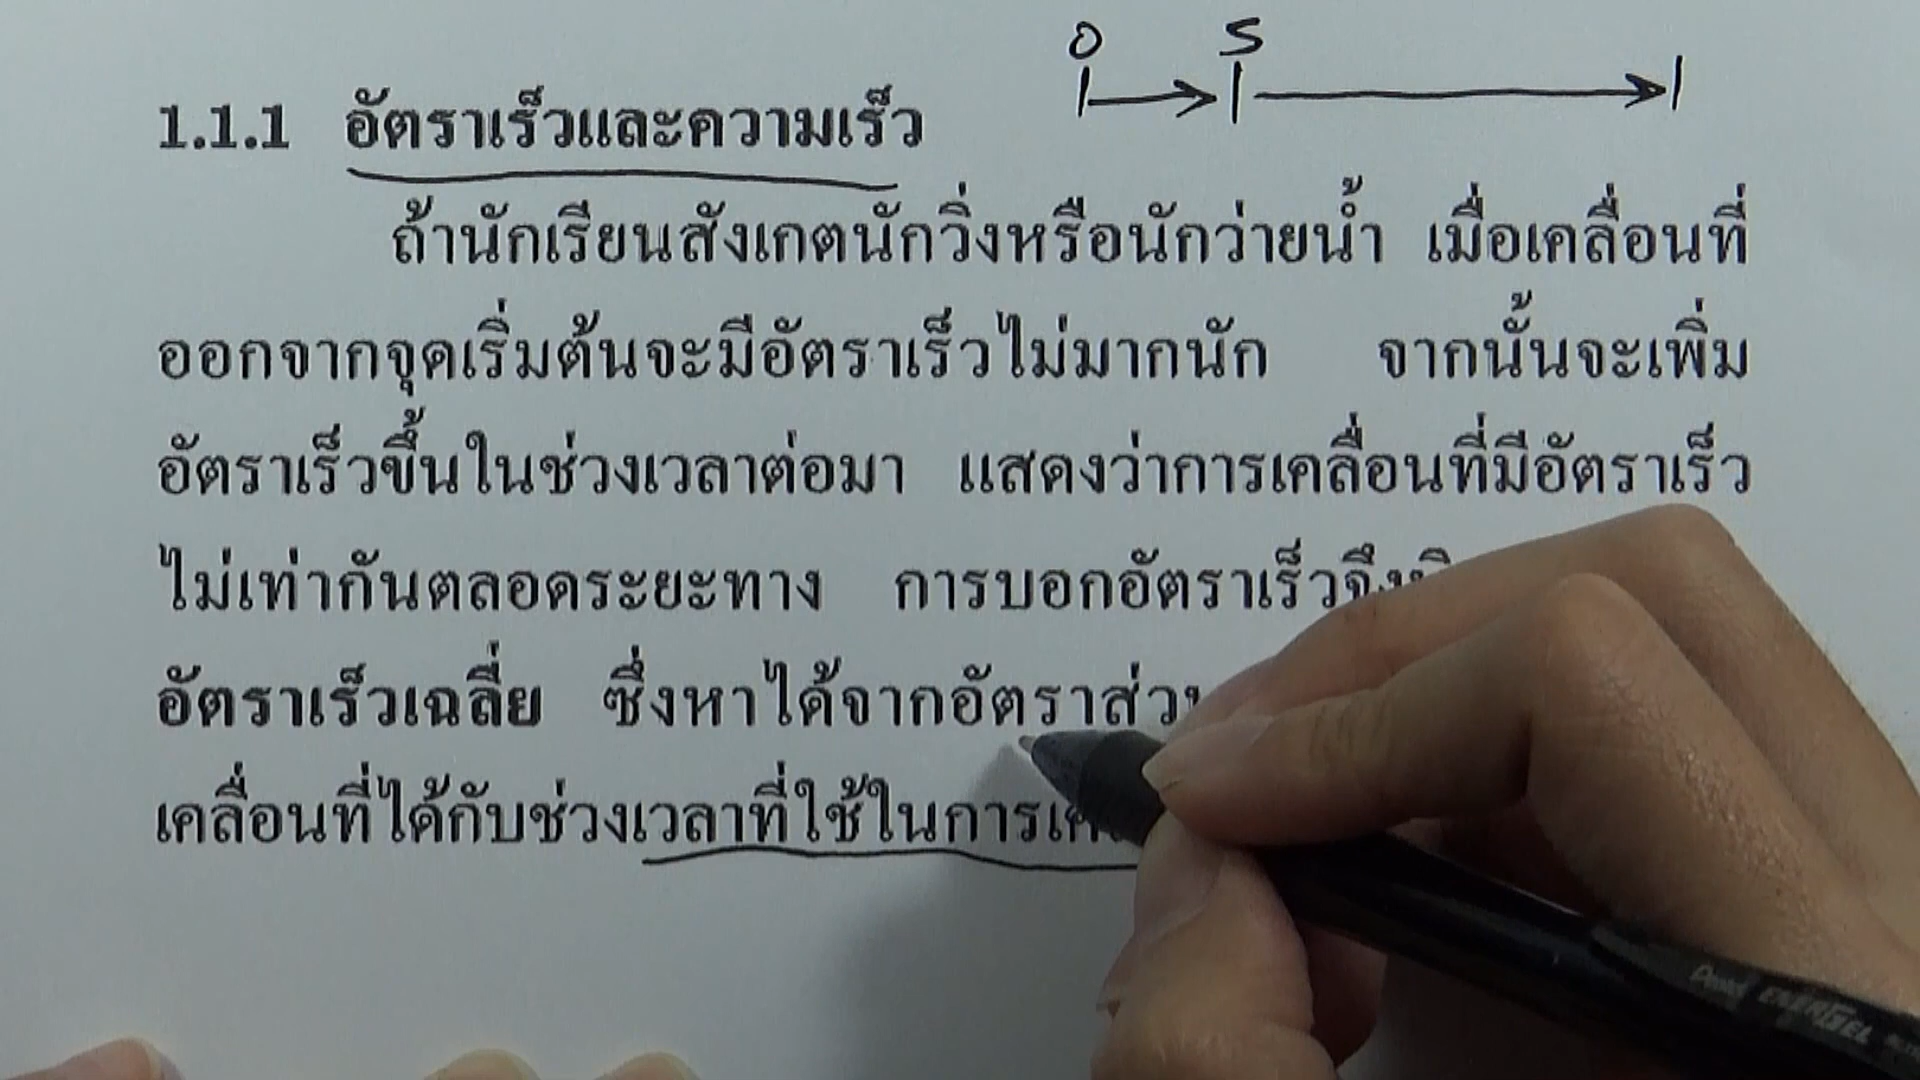 0 5
1.1.1 อัตราเร็วและความเร็ว
ถ้านักเรียนสังเกตนักวิ่งหรือนักว่ายน้ำ เมื่อเคลื่อนที่
ออกจากจุดเริ่มต้นจะมีอัตราเร็วไม่มากนัก จากนั้นจะเพิ่ม
อัตราเร็วขึ้นในช่วงเวลาต่อมา แสดงว่าการเคลื่อนที่มีอัตราเร็ว
ไม่เท่ากันตลอดระยะทาง การบอกอัตราเร็วจึง
อัตราเร็วเฉลี่ย ซึ่งหาได้จากอัตราส่วน
เคลื่อนที่ได้กับช่วงเวลาที่ใช้ในการ
Pentel ENERGEL